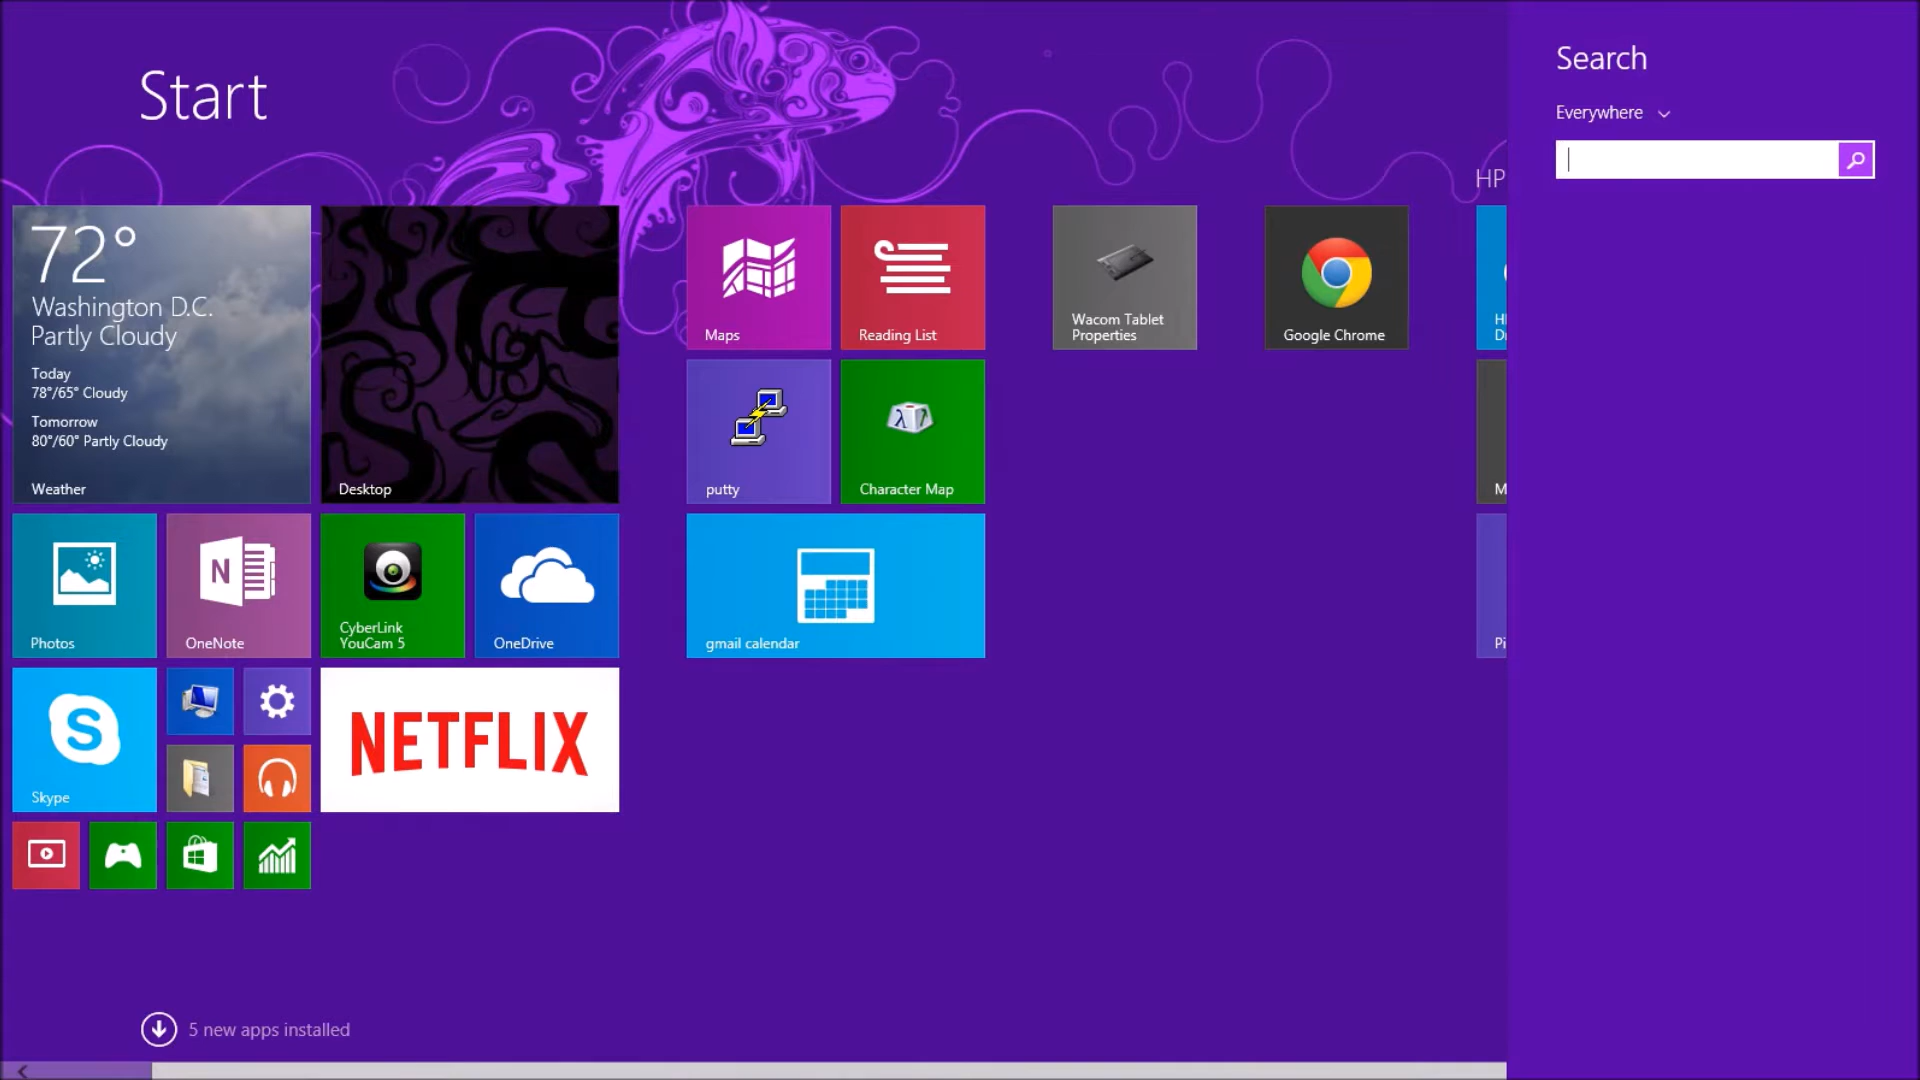 Start
Search
Everywhere
HP
72°
Washington D.C.
Partly Cloudy
Today
78°/65° Cloudy
Tomorrow
80°/60° Partly Cloudy
Weather
Desktop
Maps
Reading List
Wacom Tablet
Properties
Google Chrome
putty
Character Map
Photos
N
OneNote
CyberLink
YouCam 5
OneDrive
gmail calendar
Pi
S
Skype
NETFLIX
5 new apps installed